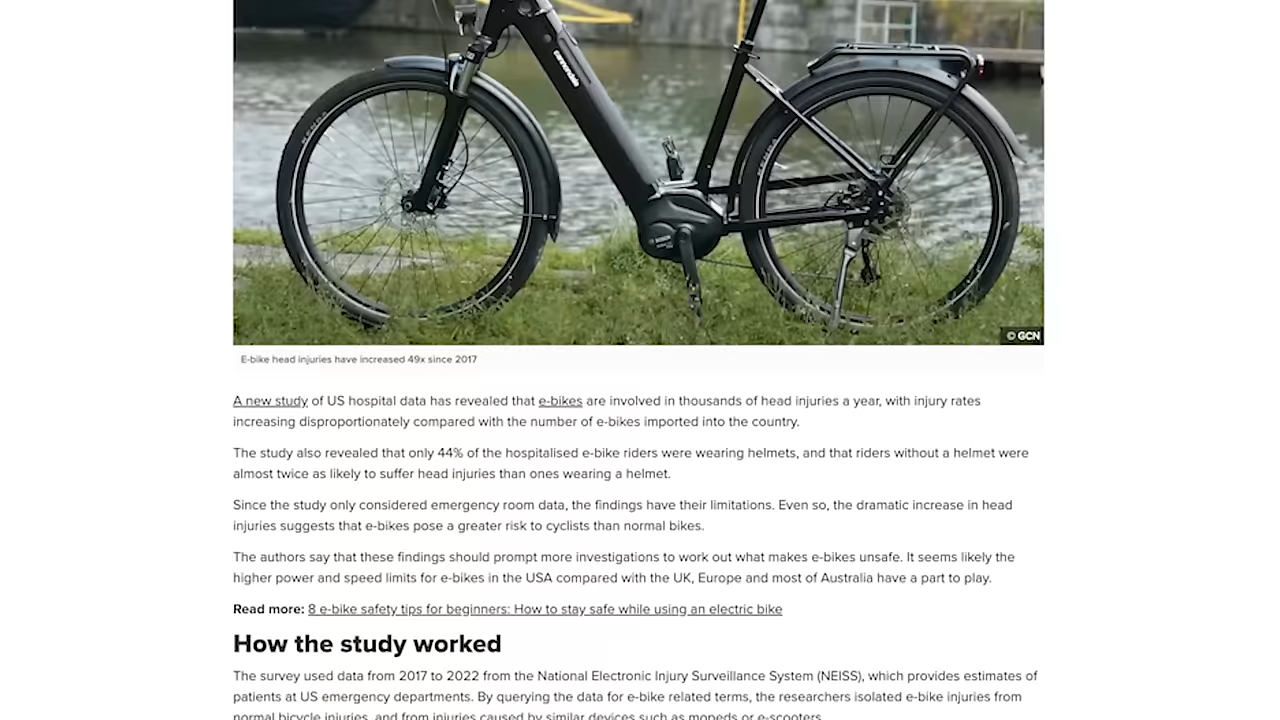 cannondale
KENDA
KENDA
BOSCH
© GCN
E-bike head injuries have increased 49x since 2017
A new study of US hospital data has revealed that e-bikes are involved in thousands of head injuries a year, with injury rates
increasing disproportionately compared with the number of e-bikes imported into the country.
The study also revealed that only 44% of the hospitalised e-bike riders were wearing helmets, and that riders without a helmet were
almost twice as likely to suffer head injuries than ones wearing a helmet.
Since the study only considered emergency room data, the findings have their limitations. Even so, the dramatic increase in head
injuries suggests that e-bikes pose a greater risk to cyclists than normal bikes.
The authors say that these findings should prompt more investigations to work out what makes e-bikes unsafe. It seems likely the
higher power and speed limits for e-bikes in the USA compared with the UK, Europe and most of Australia have a part to play.
Read more: 8 e-bike safety tips for beginners: How to stay safe while using an electric bike
How the study worked
The survey used data from 2017 to 2022 from the National Electronic Injury Surveillance System (NEISS), which provides estimates of
patients at US emergency departments. By querying the data for e-bike related terms, the researchers isolated e-bike injuries from
normal bicycle injuries, and from injuries caused by similar devices such as mopeds or e-scooters.